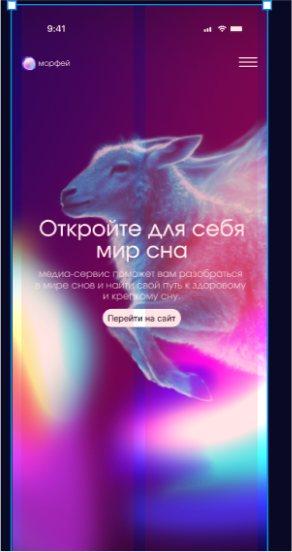 9:41
морфей
Откройте для себя
мир сна
медиа-сервис поможет вам разобраться
в мире снов и найти свой путь к здоровому
и крепкому сну.
Перейти на сайт